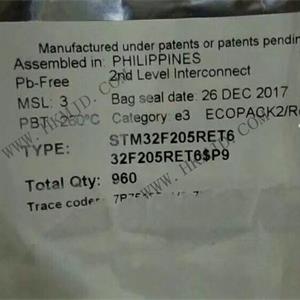 Manufactured under patents or patents pendin
Assembled in: PHILIPPINES
Pb-Free 2nd Level Interconnect
MSL: 3 Bag seal date: 26 DEC 2017
PBT: 260°C Category: e3 ECOPACK2/R
TYPE: STM32F205RET6
32F205RET6$P9
Total Qty: 960
Trace code: